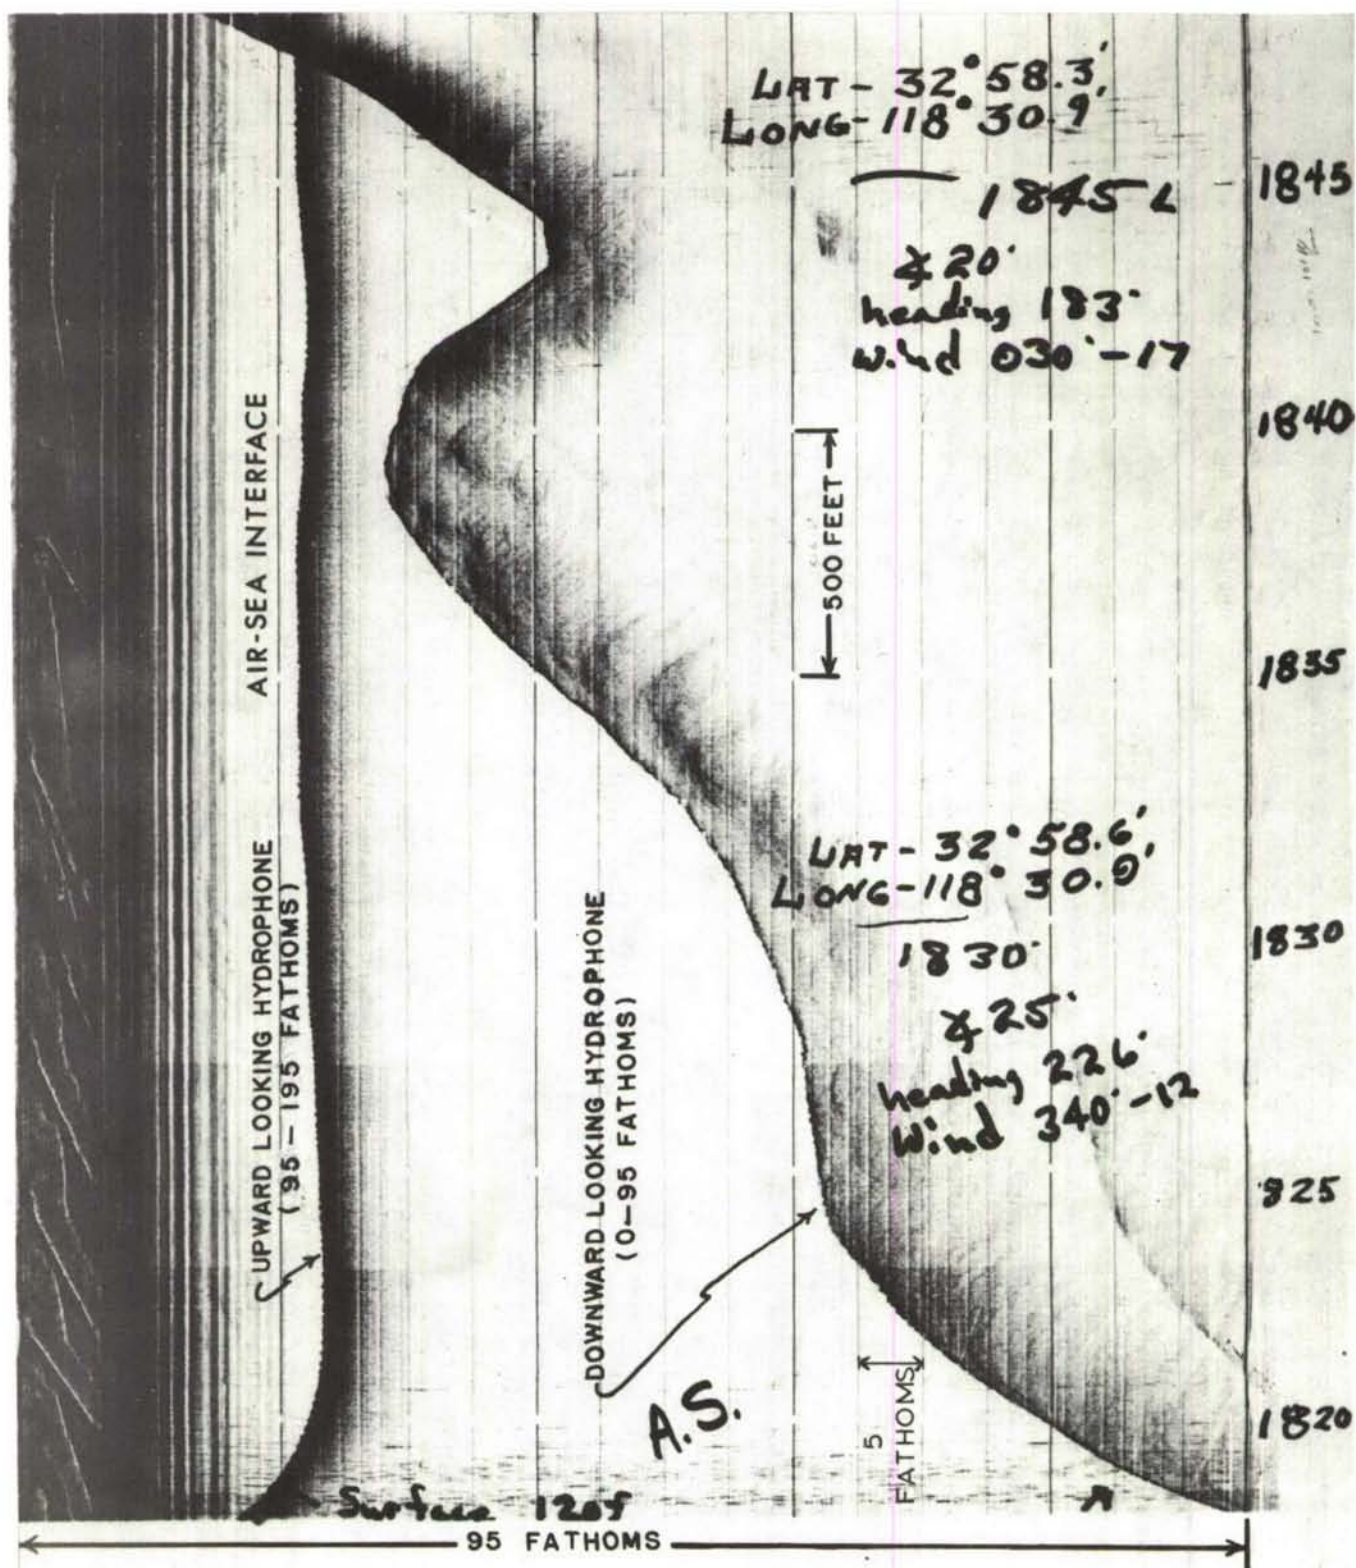 LAT - 32° 58.3'
LONG - 118° 30.9'
1845 L
∡ 20°
heading 183°
wind 030° - 17
1845
1840
1835
1830
825
1820
AIR-SEA INTERFACE
500 FEET
LAT - 32° 58.6'
LONG - 118° 30.0'
1830
∡ 25°
heading 226°
Wind 340° - 12
UPWARD LOOKING HYDROPHONE
(95 – 195 FATHOMS)
DOWNWARD LOOKING HYDROPHONE
(0–95 FATHOMS)
A.S.
5
FATHOMS
Surface
95 FATHOMS